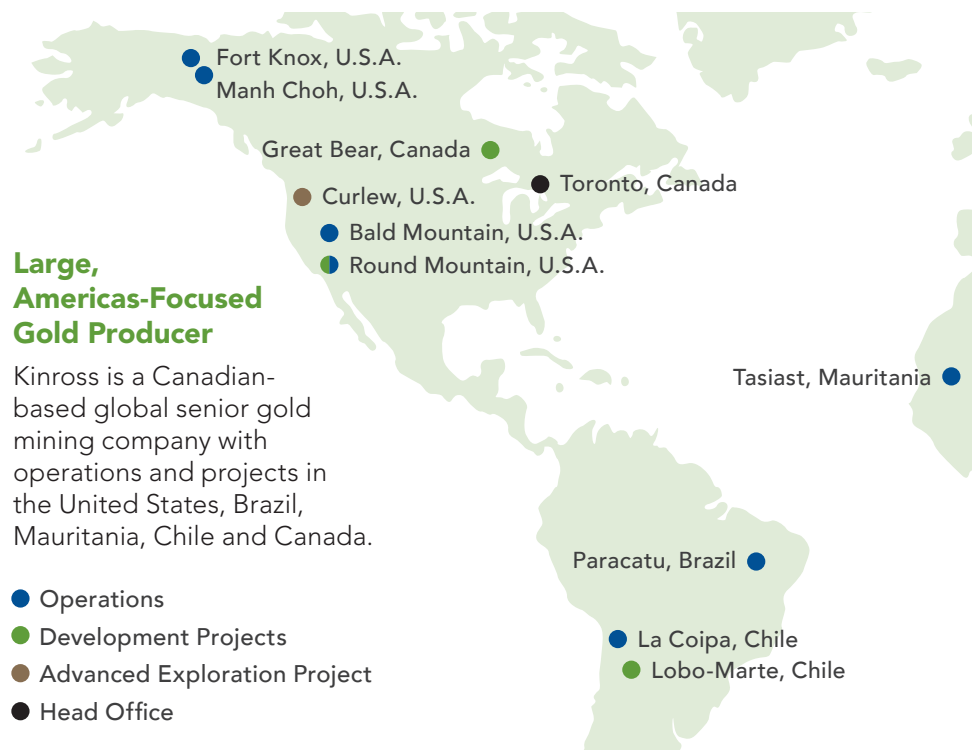 Fort Knox, U.S.A.
Manh Choh, U.S.A.
Great Bear, Canada
Toronto, Canada
Curlew, U.S.A.
Bald Mountain, U.S.A.
Round Mountain, U.S.A.
Large,
Americas-Focused
Gold Producer
Kinross is a Canadian-
based global senior gold
mining company with
operations and projects in
the United States, Brazil,
Mauritania, Chile and Canada.
Tasiast, Mauritania
Paracatu, Brazil
La Coipa, Chile
Lobo-Marte, Chile
Operations
Development Projects
Advanced Exploration Project
Head Office